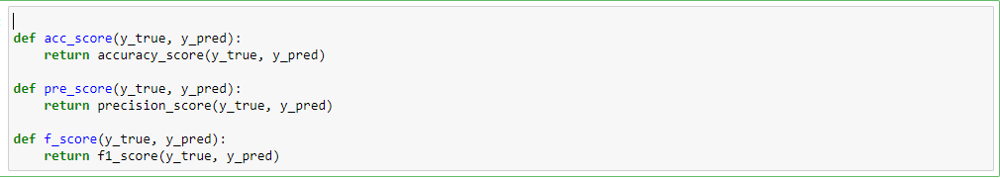 def acc_score(y_true, y_pred):
    return accuracy_score(y_true, y_pred)
def pre_score(y_true, y_pred):
    return precision_score(y_true, y_pred)
def f_score(y_true, y_pred):
    return f1_score(y_true, y_pred)